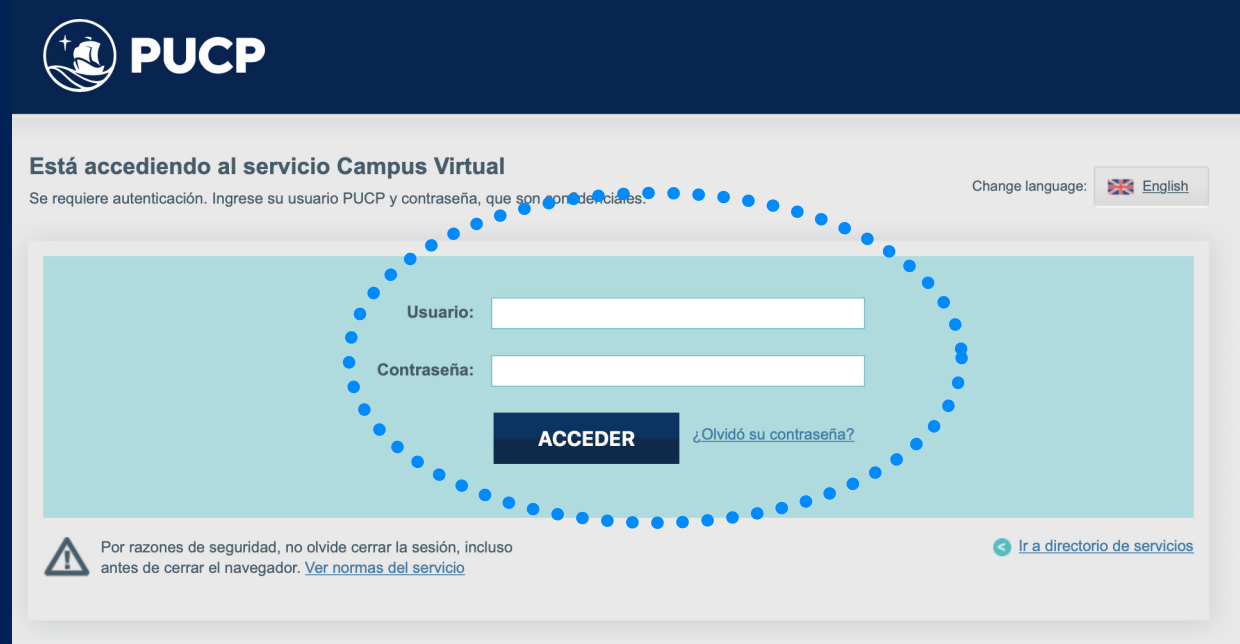 PUCP
Está accediendo al servicio Campus Virtual
Se requiere autenticación. Ingrese su usuario PUCP y contraseña, que son confidenciales.
Change language: English
Usuario:
Contraseña:
ACCEDER ¿Olvidó su contraseña?
Por razones de seguridad, no olvide cerrar la sesión, incluso
antes de cerrar el navegador. Ver normas del servicio
Ir a directorio de servicios